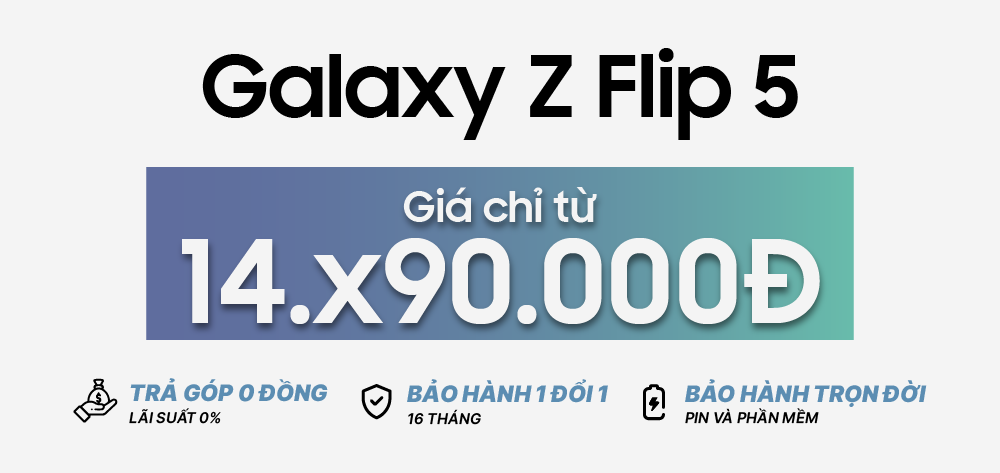 Galaxy Z Flip 5
Giá chỉ từ
14.x90.000Đ
TRẢ GÓP 0 ĐỒNG
LÃI SUẤT 0%
BẢO HÀNH 1 ĐỔI 1
16 THÁNG
BẢO HÀNH TRỌN ĐỜI
PIN VÀ PHẦN MỀM